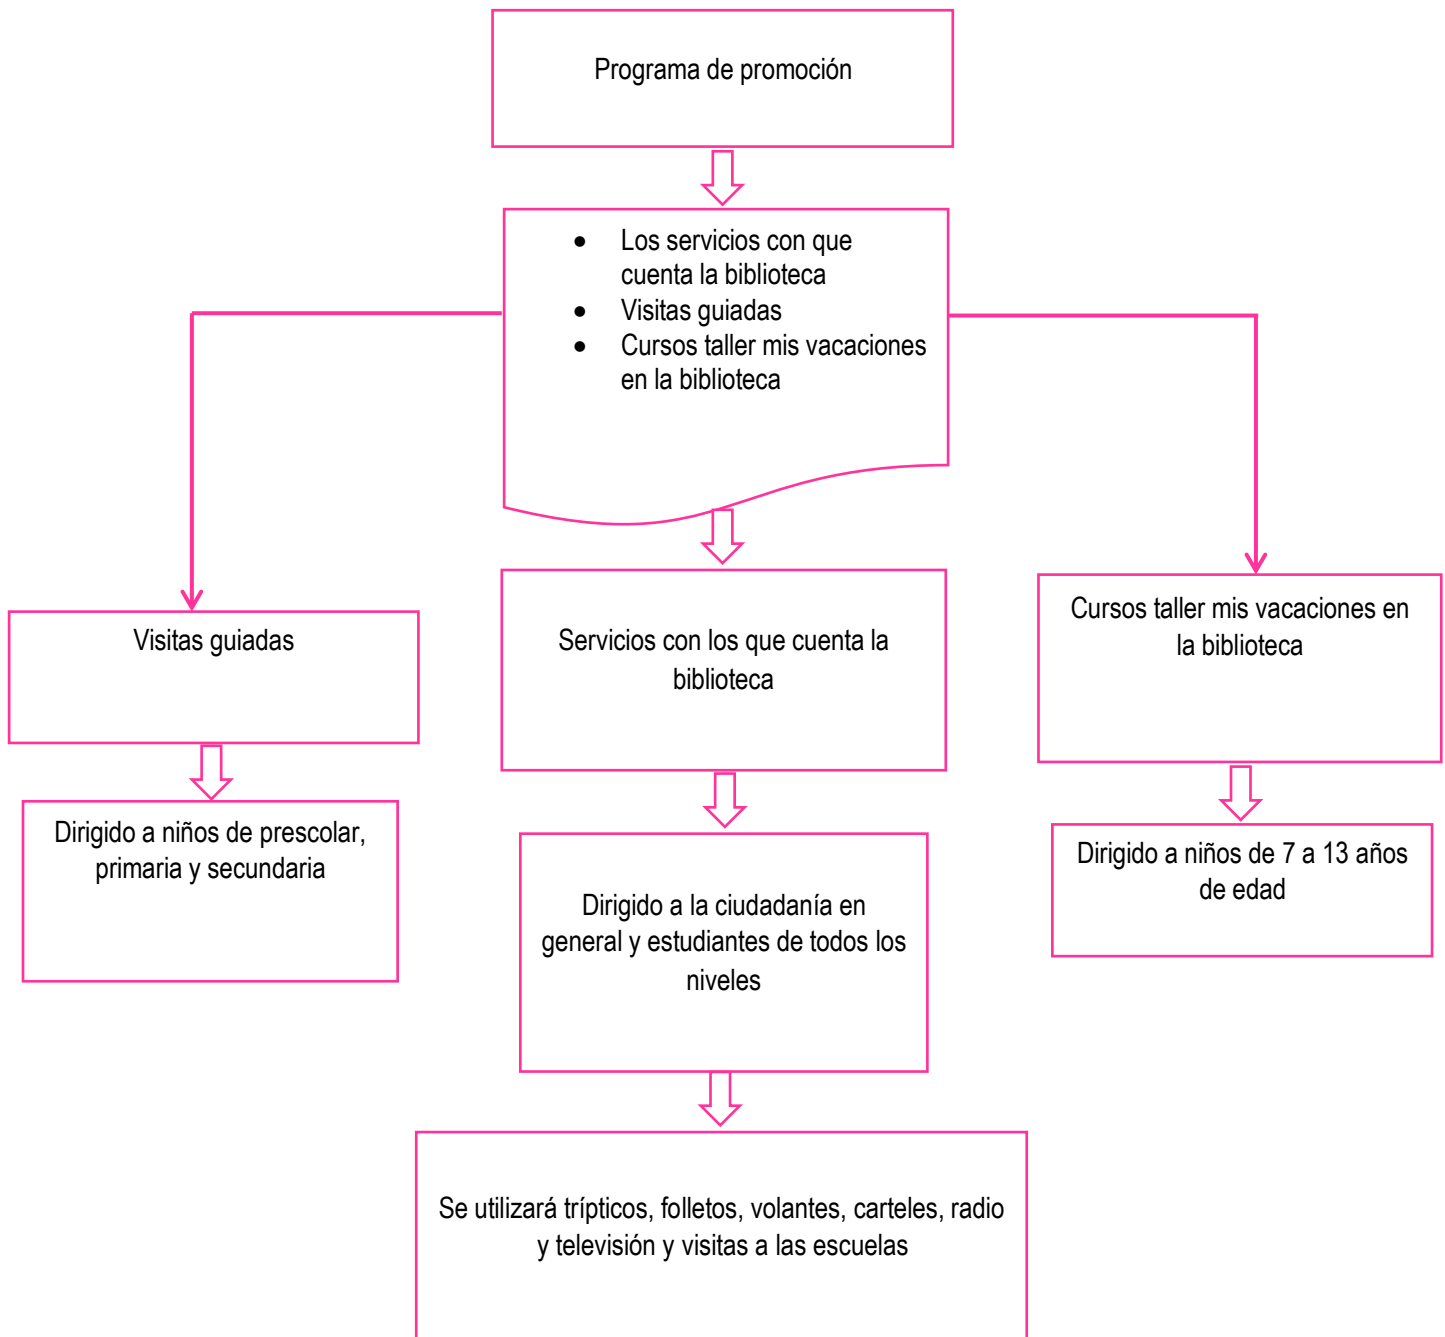 Programa de promoción
• Los servicios con que
cuenta la biblioteca
• Visitas guiadas
• Cursos taller mis vacaciones
en la biblioteca
Visitas guiadas
Servicios con los que cuenta la
biblioteca
Cursos taller mis vacaciones en
la biblioteca
Dirigido a niños de prescolar,
primaria y secundaria
Dirigido a la ciudadanía en
general y estudiantes de todos los
niveles
Dirigido a niños de 7 a 13 años
de edad
Se utilizará trípticos, folletos, volantes, carteles, radio
y televisión y visitas a las escuelas